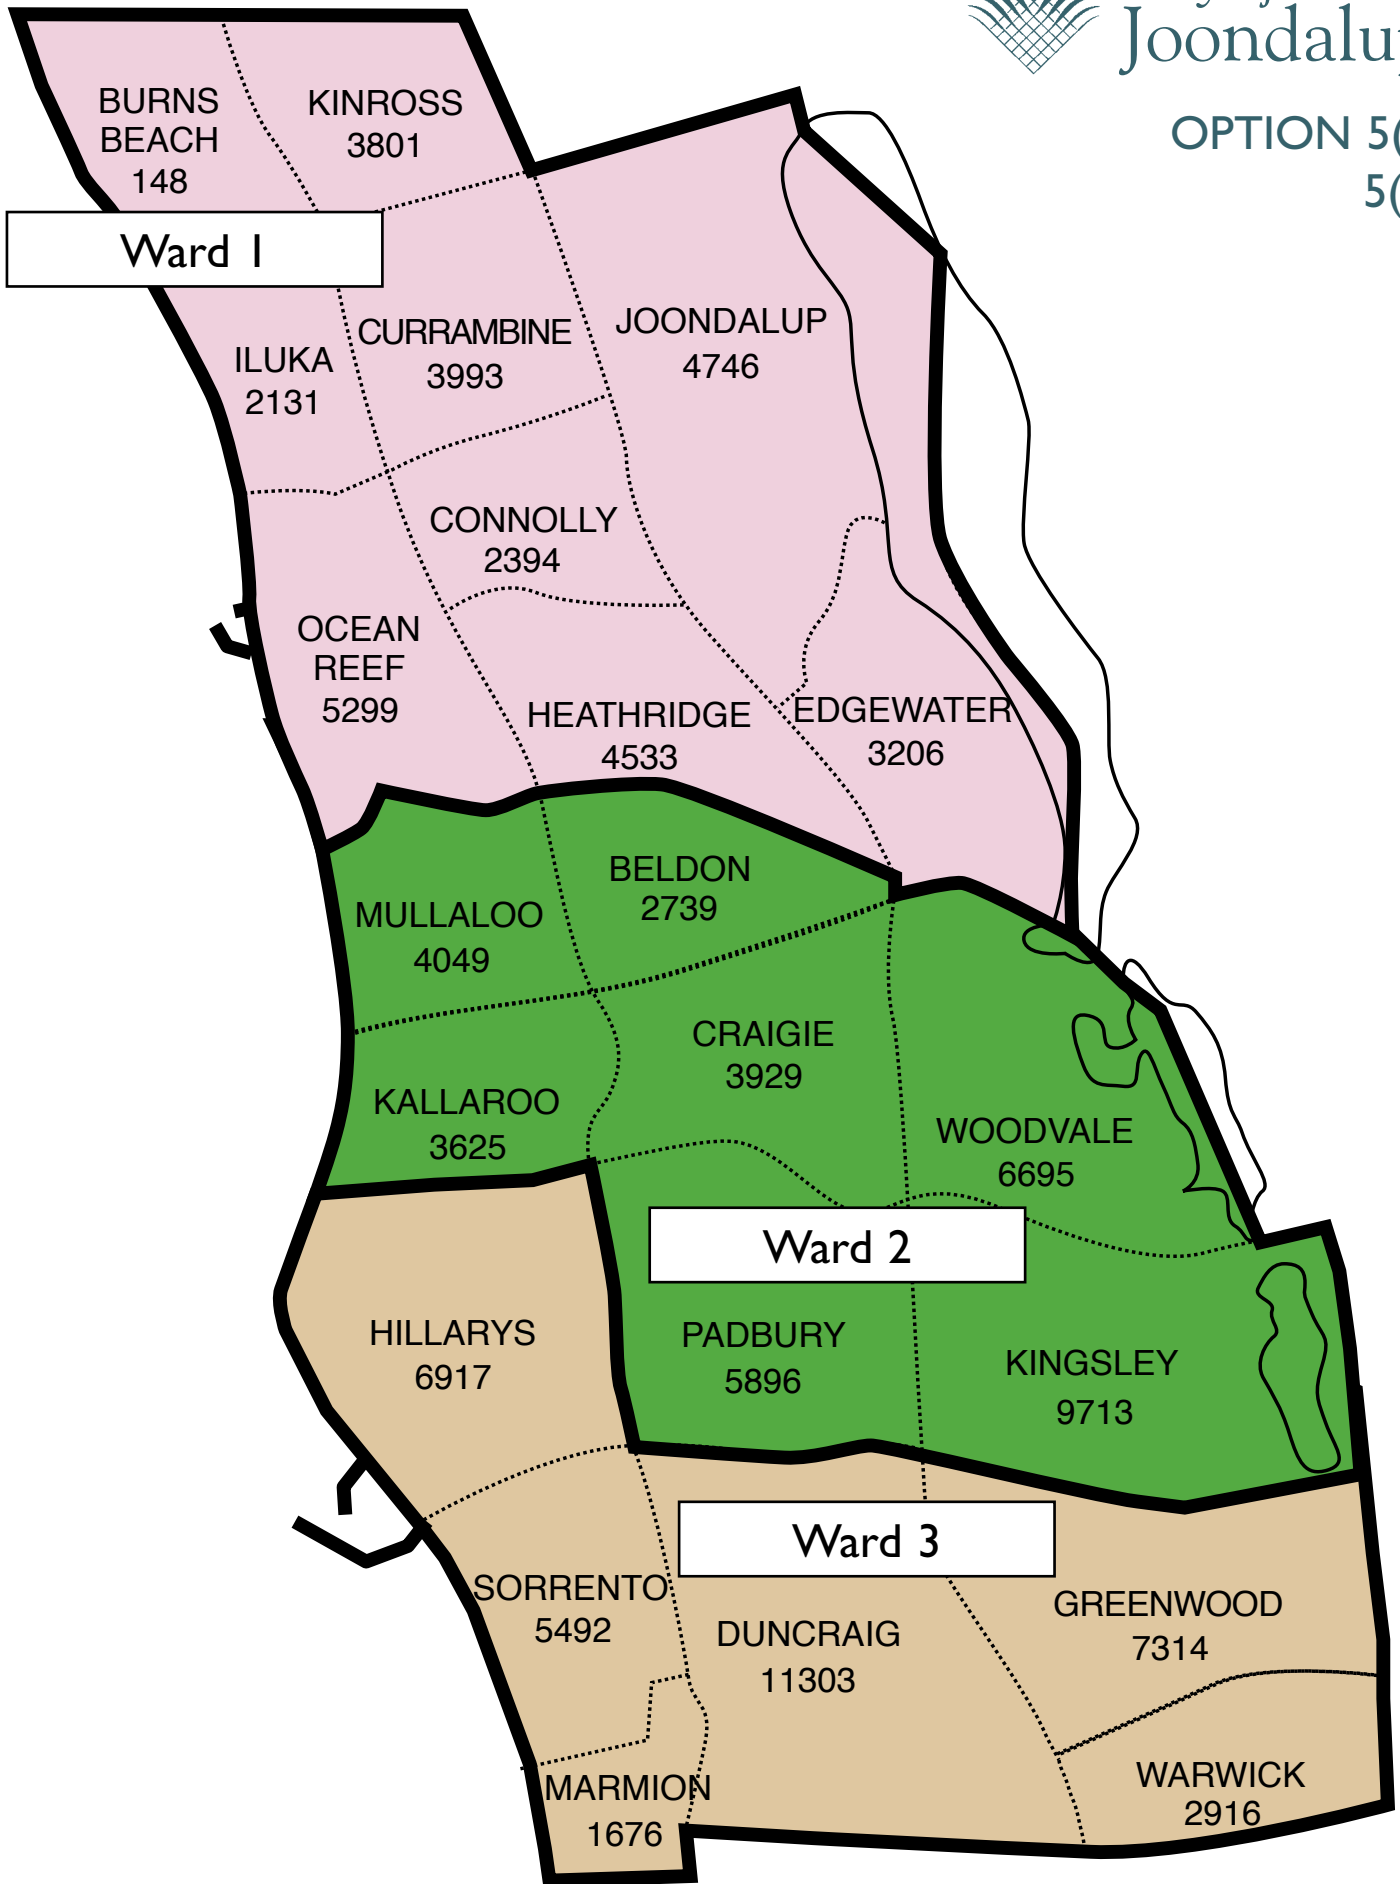 Joondalu
OPTION 5(
5(
BURNS
BEACH
148
KINROSS
3801
Ward 1
ILUKA
2131
CURRAMBINE
3993
JOONDALUP
4746
CONNOLLY
2394
OCEAN
REEF
5299
HEATHRIDGE
4533
EDGEWATER
3206
MULLALOO
4049
BELDON
2739
CRAIGIE
3929
KALLAROO
3625
WOODVALE
6695
Ward 2
HILLARYS
6917
PADBURY
5896
KINGSLEY
9713
Ward 3
SORRENTO
5492
DUNCRAIG
11303
GREENWOOD
7314
MARMION
1676
WARWICK
2916